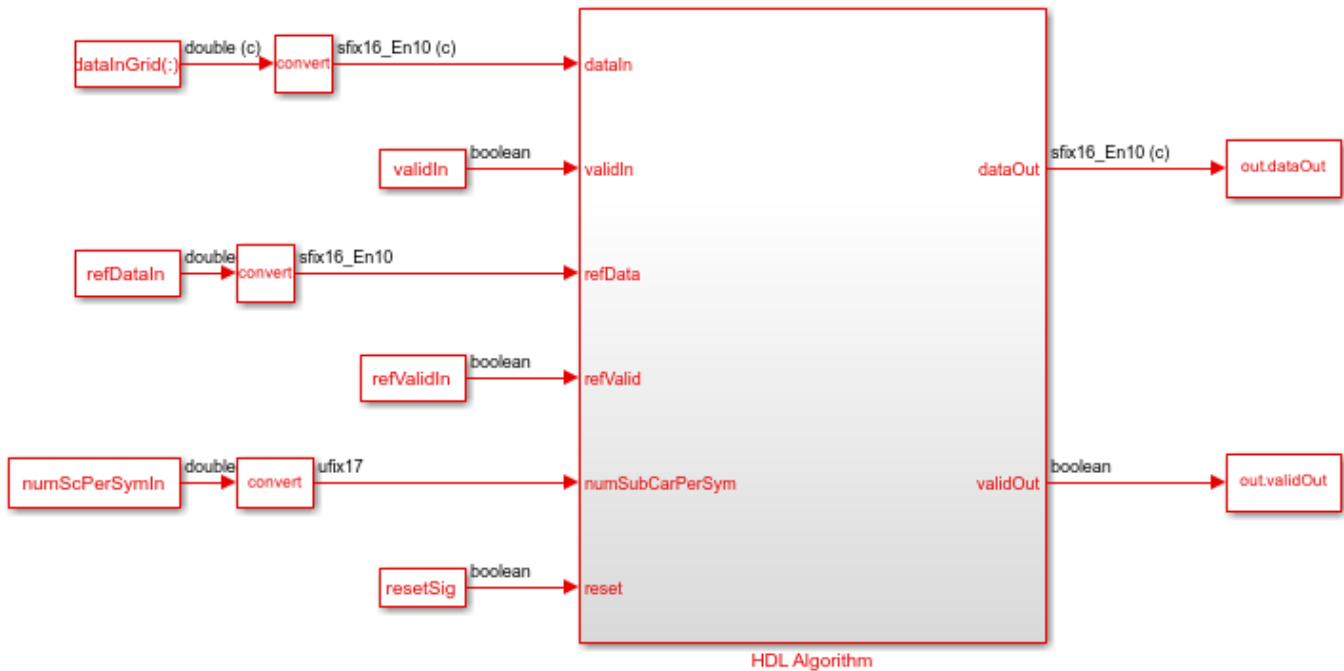 dataInGrid(:)
double (c)
convert
sfix16_En10 (c)
dataIn
validIn
boolean
validIn
dataOut
sfix16_En10 (c)
out.dataOut
refDataIn
double
convert
sfix16_En10
refData
refValidIn
boolean
refValid
numScPerSymIn
double
convert
ufix17
numSubCarPerSym
validOut
boolean
out.validOut
resetSig
boolean
reset
HDL Algorithm